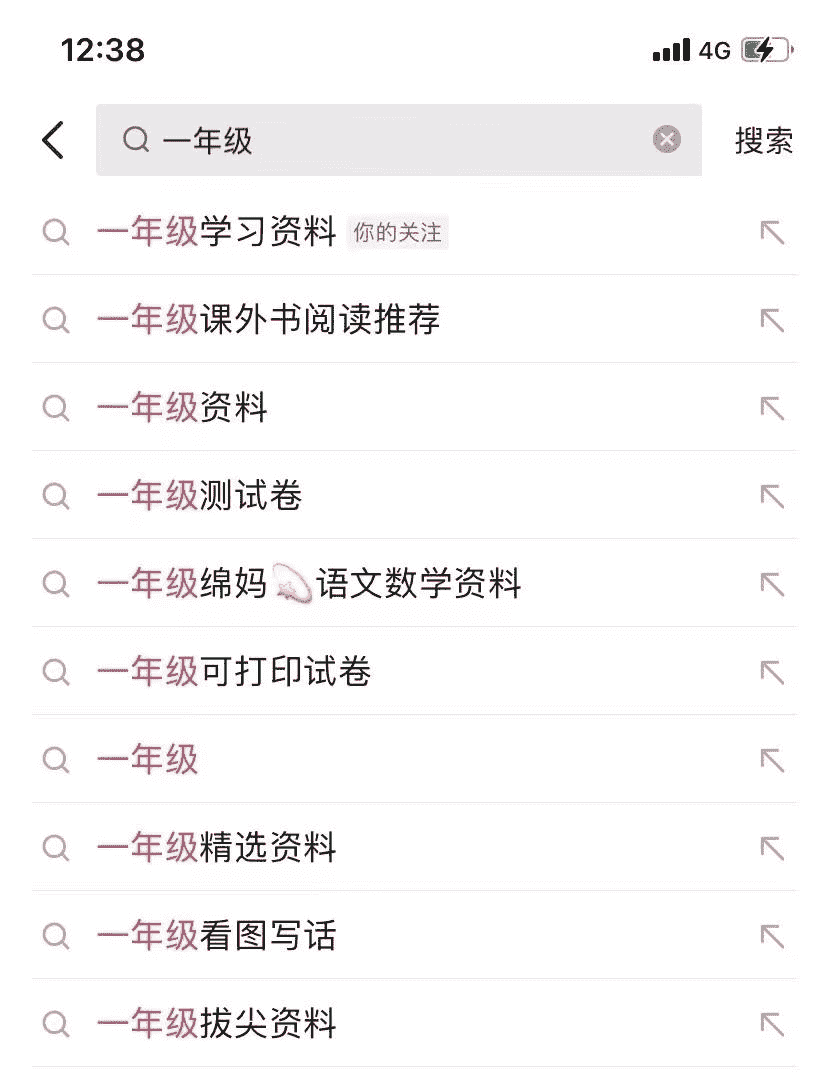 12:38 4G
一年级 搜索
一年级学习资料 你的关注
一年级课外书阅读推荐
一年级资料
一年级测试卷
一年级绵妈💫语文数学资料
一年级可打印试卷
一年级
一年级精选资料
一年级看图写话
一年级拔尖资料